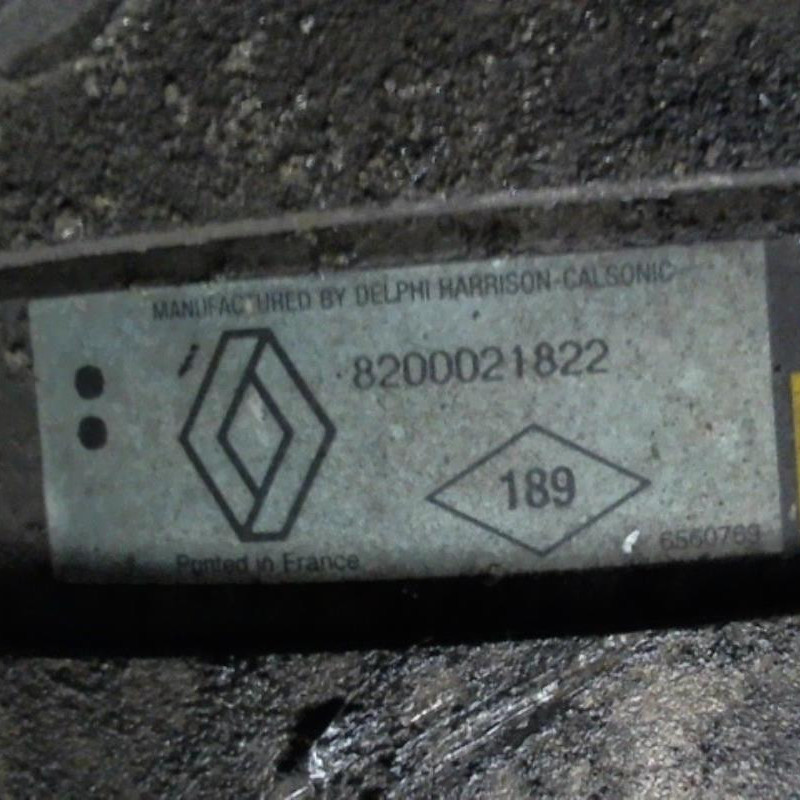 MANUFACTURED BY DELPHI HARRISON-CALSONIC
8200021822
189
6560769
Printed in France